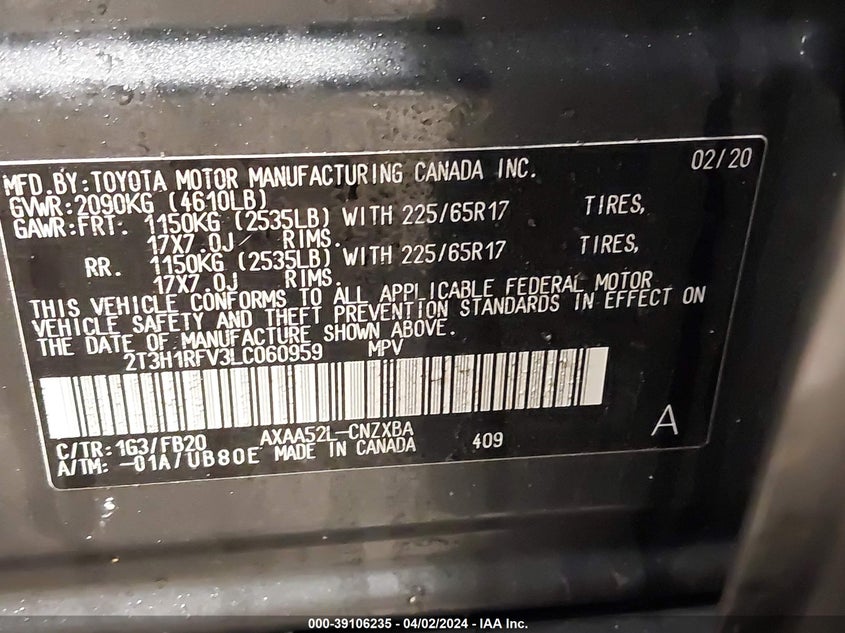 MFD.BY:TOYOTA MOTOR MANUFACTURING CANADA INC. 02/20
GVWR:2090KG (4610LB)
GAWR:FRT. 1150KG (2535LB) WITH 225/65R17 TIRES,
17X7.0J RIMS.
RR. 1150KG (2535LB) WITH 225/65R17 TIRES,
17X7.0J RIMS.
THIS VEHICLE CONFORMS TO ALL APPLICABLE FEDERAL MOTOR
VEHICLE SAFETY AND THEFT PREVENTION STANDARDS IN EFFECT ON
THE DATE OF MANUFACTURE SHOWN ABOVE.
2T3H1RFV3LC060959 MPV
C/TR: 1G3/FB20 AXAA52L-CNZXBA A
A/TM: -01A/UB80E MADE IN CANADA 409
000-39106235 - 04/02/2024 - IAA Inc.